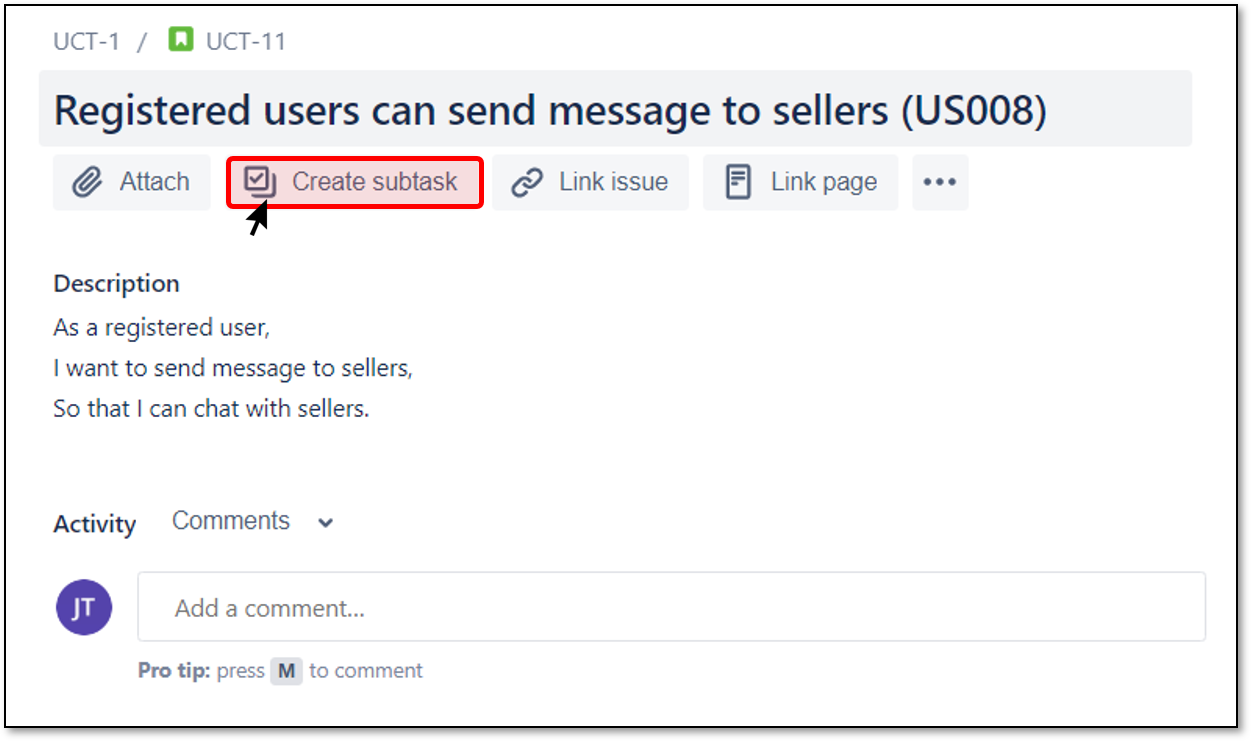 UCT-1 / UCT-11
Registered users can send message to sellers (US008)
Attach Create subtask Link issue Link page •••
Description
As a registered user,
I want to send message to sellers,
So that I can chat with sellers.
Activity Comments
JT Add a comment...
Pro tip: press M to comment